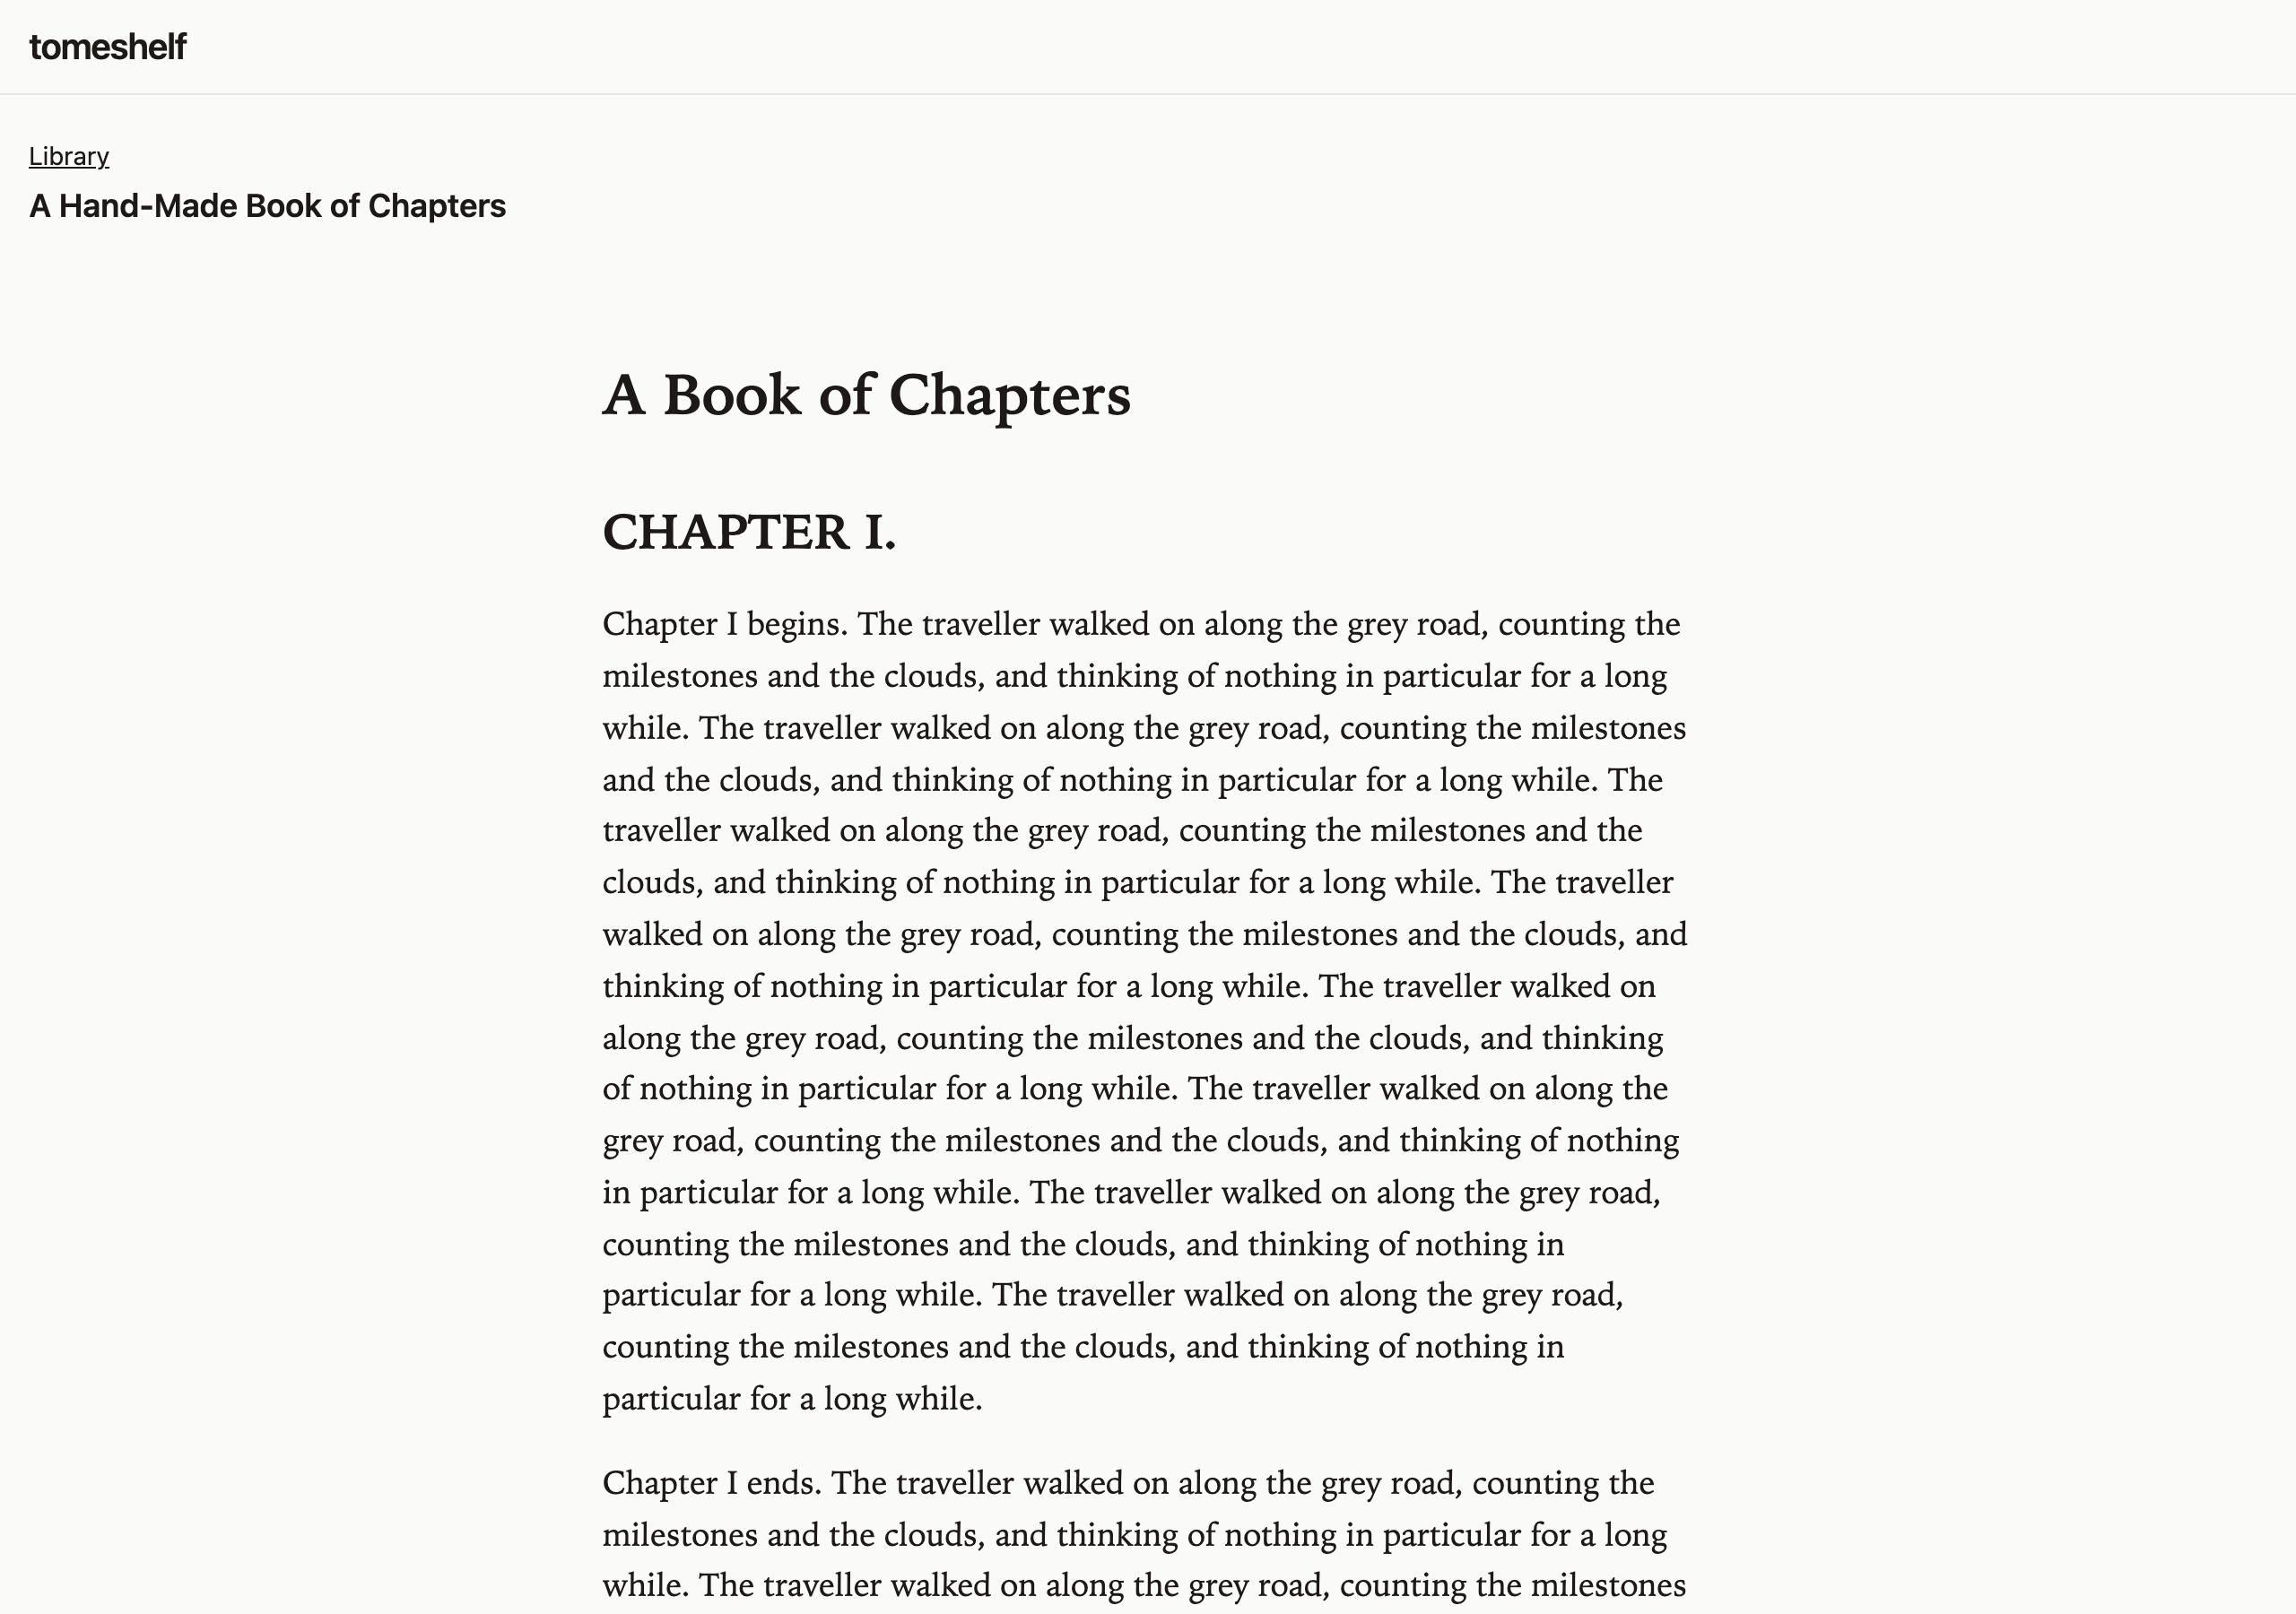 tomeshelf
Library
A Hand-Made Book of Chapters
A Book of Chapters
CHAPTER I.
Chapter I begins. The traveller walked on along the grey road, counting the
milestones and the clouds, and thinking of nothing in particular for a long
while. The traveller walked on along the grey road, counting the milestones
and the clouds, and thinking of nothing in particular for a long while. The
traveller walked on along the grey road, counting the milestones and the
clouds, and thinking of nothing in particular for a long while. The traveller
walked on along the grey road, counting the milestones and the clouds, and
thinking of nothing in particular for a long while. The traveller walked on
along the grey road, counting the milestones and the clouds, and thinking
of nothing in particular for a long while. The traveller walked on along the
grey road, counting the milestones and the clouds, and thinking of nothing
in particular for a long while. The traveller walked on along the grey road,
counting the milestones and the clouds, and thinking of nothing in
particular for a long while. The traveller walked on along the grey road,
counting the milestones and the clouds, and thinking of nothing in
particular for a long while.
Chapter I ends. The traveller walked on along the grey road, counting the
milestones and the clouds, and thinking of nothing in particular for a long
while. The traveller walked on along the grey road, counting the milestones